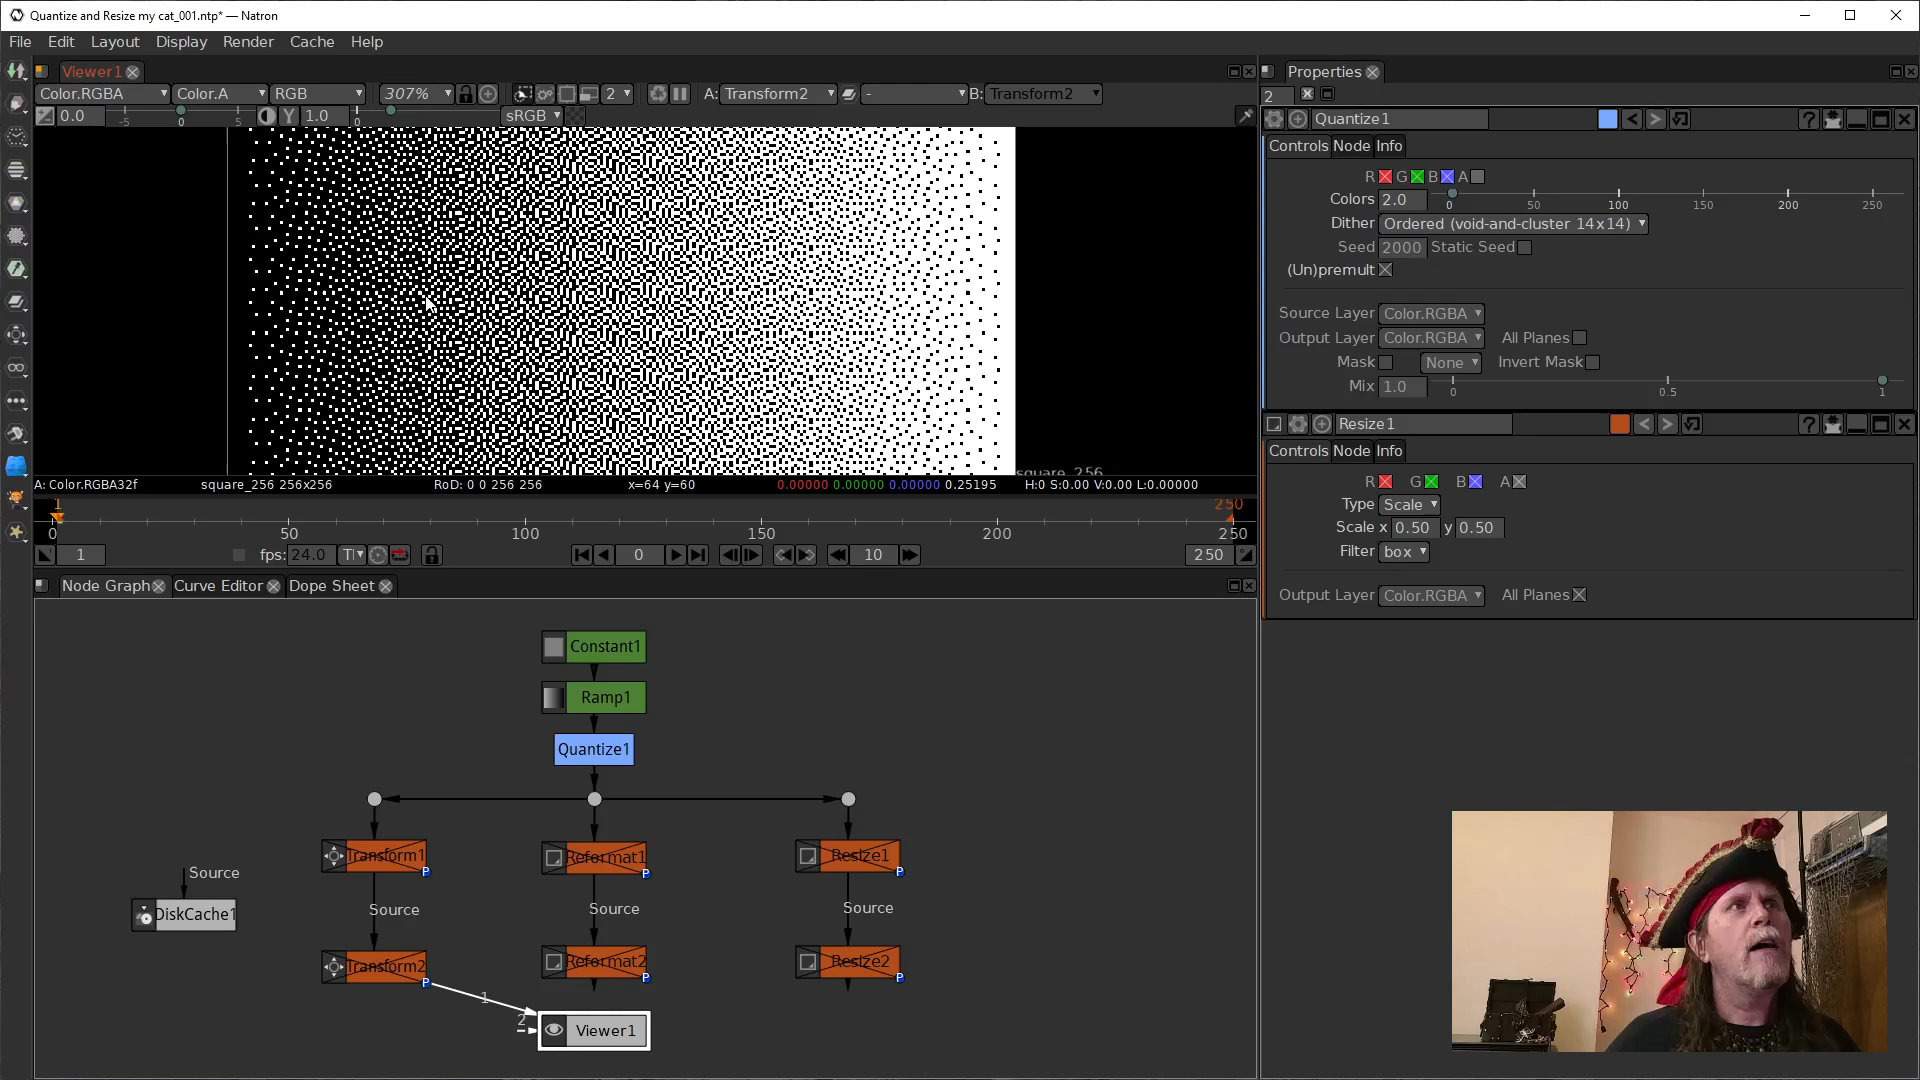 Quantize and Resize my cat_001.ntp* — Natron
File Edit Layout Display Render Cache Help
Viewer1
Color.RGBA Color.A RGB 307% 2 A: Transform2 - B: Transform2
0.0 -5 0 5 Y 1.0 0 sRGB
square_256
A: Color.RGBA32f square_256 256x256 RoD: 0 0 256 256 x=64 y=60 0.00000 0.00000 0.00000 0.25195 H:0 S:0.00 V:0.00 L:0.00000
1 250
0 50 100 150 200 250
1 fps: 24.0 0 10 250
Node Graph Curve Editor Dope Sheet
Constant1
Ramp1
Quantize1
Transform1 P
Reformat1 P
Resize1 P
Source
DiskCache1
Source Source Source
Transform2 P
Reformat2 P
Resize2 P
1
2
Viewer1
Properties
2
Quantize1 ?
Controls Node Info
R G B A
Colors 2.0 0 50 100 150 200 250
Dither Ordered (void-and-cluster 14x14)
Seed 2000 Static Seed
(Un)premult
Source Layer Color.RGBA
Output Layer Color.RGBA All Planes
Mask None Invert Mask
Mix 1.0 0 0.5 1
Resize1 ?
Controls Node Info
R G B A
Type Scale
Scale x 0.50 y 0.50
Filter box
Output Layer Color.RGBA All Planes